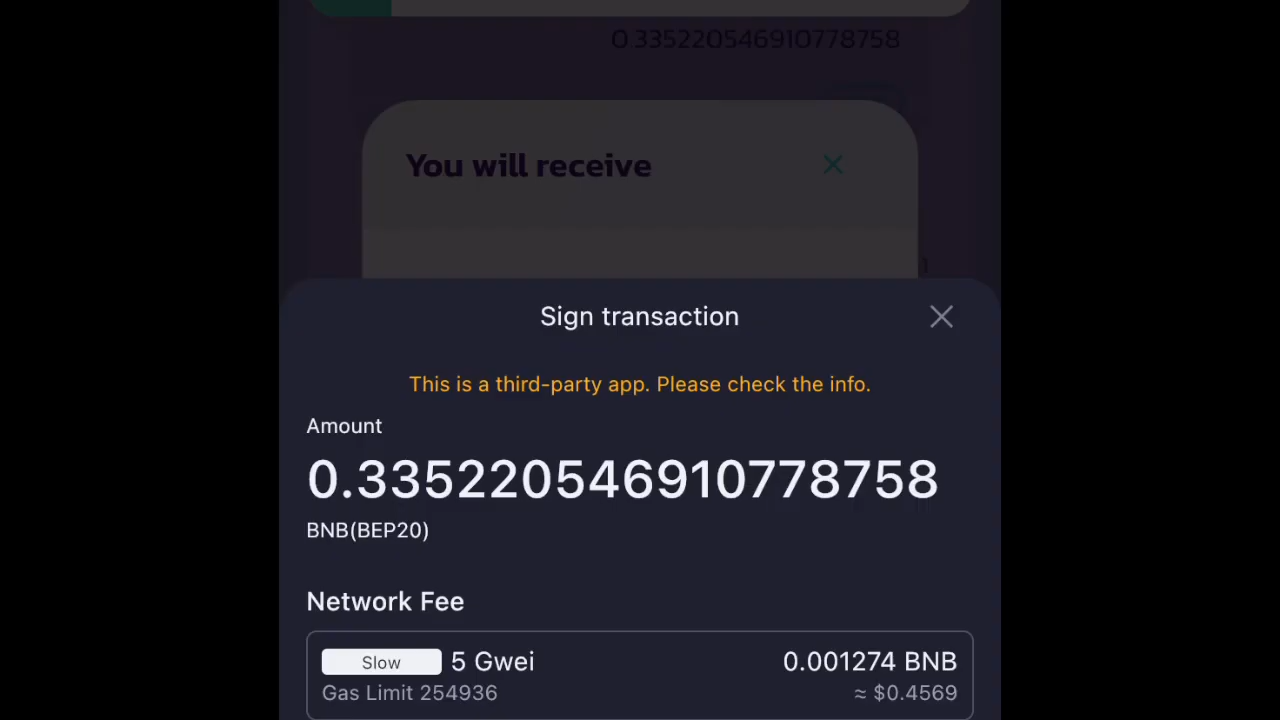 0 335220546910778758
You will receive
Sign transaction
This is a third-party app. Please check the info.
Amount
0.335220546910778758
BNB(BEP20)
Network Fee
Slow 5 Gwei 0.001274 BNB
Gas Limit 254936 ≈ $0.4569